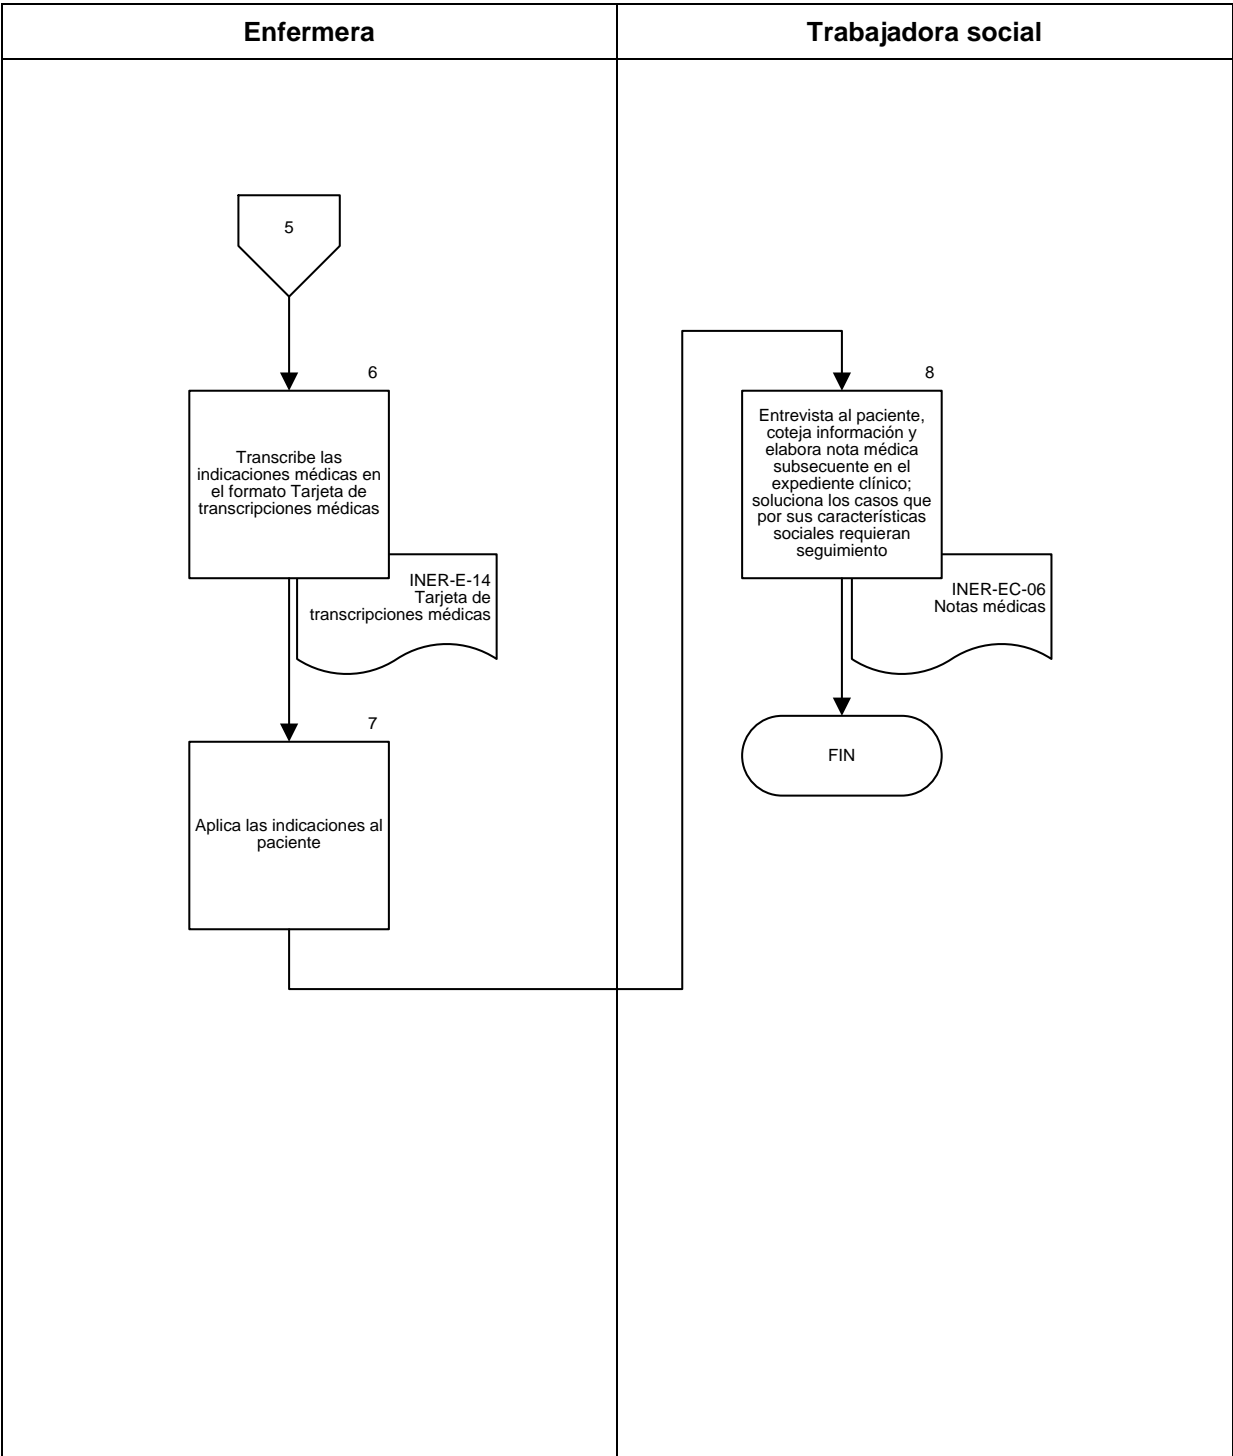 Enfermera
Trabajadora social
5
6
Transcribe las
indicaciones médicas en
el formato Tarjeta de
transcripciones médicas
INER-E-14
Tarjeta de
transcripciones médicas
7
Aplica las indicaciones al
paciente
8
Entrevista al paciente,
coteja información y
elabora nota médica
subsecuente en el
expediente clínico;
soluciona los casos que
por sus características
sociales requieran
seguimiento
INER-EC-06
Notas médicas
FIN